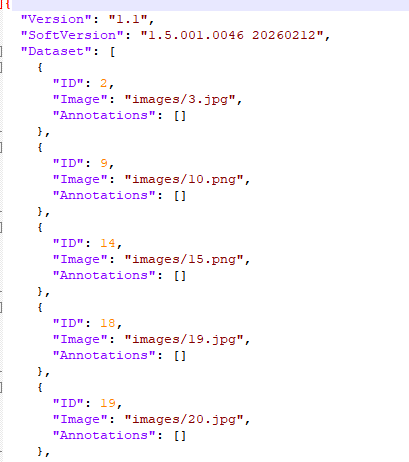 {
"Version": "1.1",
"SoftVersion": "1.5.001.0046 20260212",
"Dataset": [
{
"ID": 2,
"Image": "images/3.jpg",
"Annotations": []
},
{
"ID": 9,
"Image": "images/10.png",
"Annotations": []
},
{
"ID": 14,
"Image": "images/15.png",
"Annotations": []
},
{
"ID": 18,
"Image": "images/19.jpg",
"Annotations": []
},
{
"ID": 19,
"Image": "images/20.jpg",
"Annotations": []
},